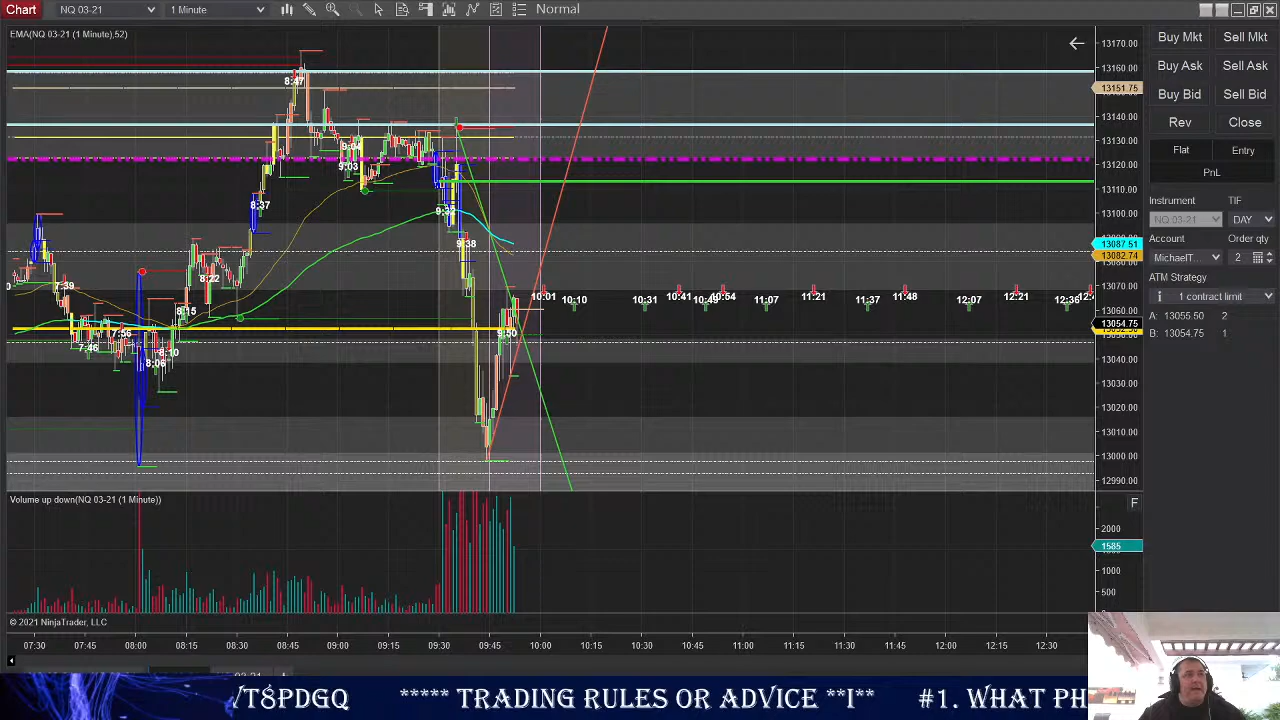 Chart NQ 03-21 1 Minute Normal
EMA(NQ 03-21 (1 Minute),52)
Buy Mkt Sell Mkt
Buy Ask Sell Ask
Buy Bid Sell Bid
Rev Close
Flat Entry
PnL
Instrument TIF
NQ 03-21 DAY
Account Order qty
MichaelT... 2
ATM Strategy
1 contract limit
A: 13055.50 2
B: 13054.75 1
13170.00
13160.00
13151.75
13140.00
13130.00
13120.00
13110.00
13100.00
13087.51
13082.74
13070.00
13060.00
13054.75
13040.00
13030.00
13020.00
13010.00
13000.00
12990.00
8:47
9:04
9:03
8:37
9:32
9:38
8:22
7:39
8:15
7:56
7:46
8:10
8:06
9:50
10:01 10:10 10:31 10:41 10:54 11:07 11:21 11:37 11:48 12:07 12:21 12:36
Volume up down(NQ 03-21 (1 Minute))
F
2000
1585
1000
500
© 2021 NinjaTrader, LLC
07:30 07:45 08:00 08:15 08:30 08:45 09:00 09:15 09:30 09:45 10:00 10:15 10:30 10:45 11:00 11:15 11:30 11:45 12:00 12:15 12:30
/T8PDGQ ***** TRADING RULES OR ADVICE **I** #1. WHAT PH